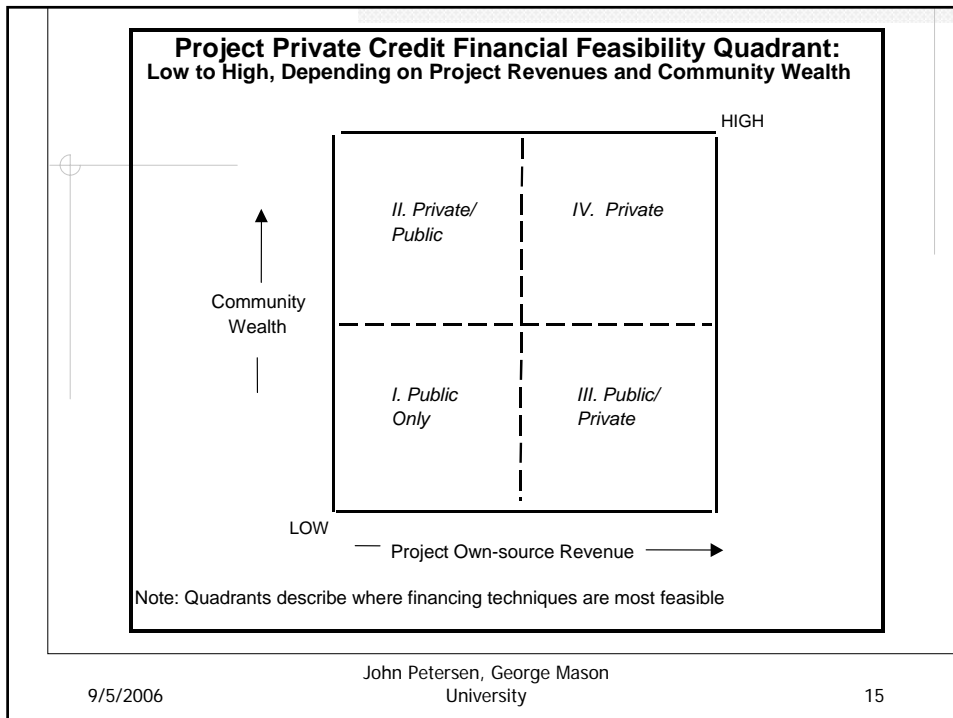 Project Private Credit Financial Feasibility Quadrant:
Low to High, Depending on Project Revenues and Community Wealth
HIGH
II. Private/
Public
IV. Private
Community
Wealth
I. Public
Only
III. Public/
Private
LOW
Project Own-source Revenue
Note: Quadrants describe where financing techniques are most feasible
9/5/2006
John Petersen, George Mason
University
15